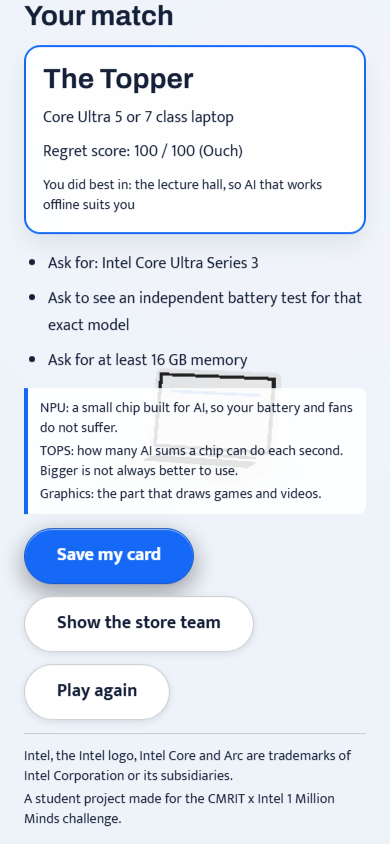 Your match
The Topper
Core Ultra 5 or 7 class laptop
Regret score: 100 / 100 (Ouch)
You did best in: the lecture hall, so AI that works
offline suits you
Ask for: Intel Core Ultra Series 3
Ask to see an independent battery test for that
exact model
Ask for at least 16 GB memory
NPU: a small chip built for AI, so your battery and fans
do not suffer.
TOPS: how many AI sums a chip can do each second.
Bigger is not always better to use.
Graphics: the part that draws games and videos.
Save my card
Show the store team
Play again
Intel, the Intel logo, Intel Core and Arc are trademarks of
Intel Corporation or its subsidiaries.
A student project made for the CMRIT x Intel 1 Million
Minds challenge.